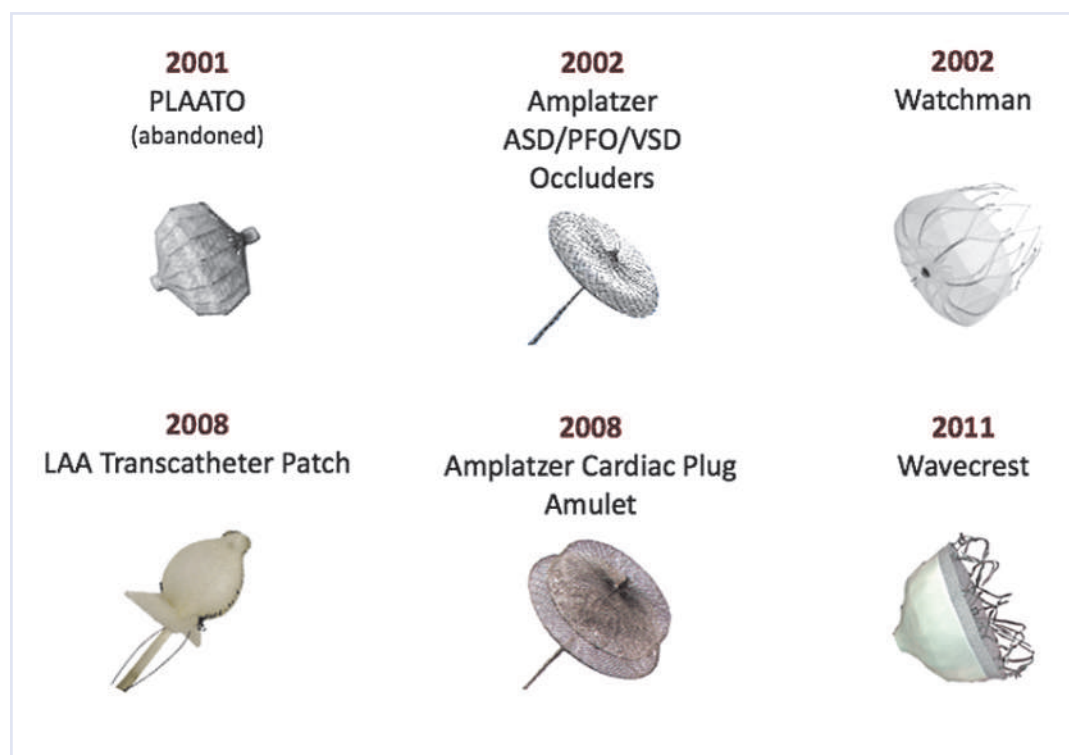 2001
PLAATO
(abandoned)
2002
Amplatzer
ASD/PFO/VSD
Occluders
2002
Watchman
2008
LAA Transcatheter Patch
2008
Amplatzer Cardiac Plug
Amulet
2011
Wavecrest